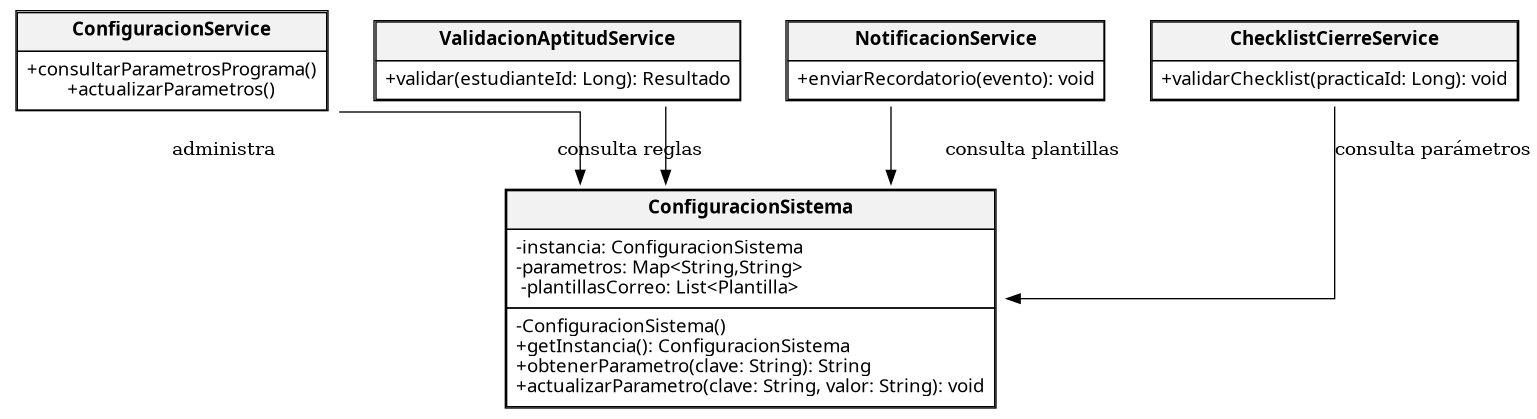 ConfiguracionService
+consultarParametrosPrograma()
+actualizarParametros()
ValidacionAptitudService
+validar(estudianteId: Long): Resultado
NotificacionService
+enviarRecordatorio(evento): void
ChecklistCierreService
+validarChecklist(practicaId: Long): void
administra
consulta reglas
consulta plantillas
consulta parámetros
ConfiguracionSistema
-instancia: ConfiguracionSistema
-parametros: Map<String,String>
-plantillasCorreo: List<Plantilla>
-ConfiguracionSistema()
+getInstancia(): ConfiguracionSistema
+obtenerParametro(clave: String): String
+actualizarParametro(clave: String, valor: String): void